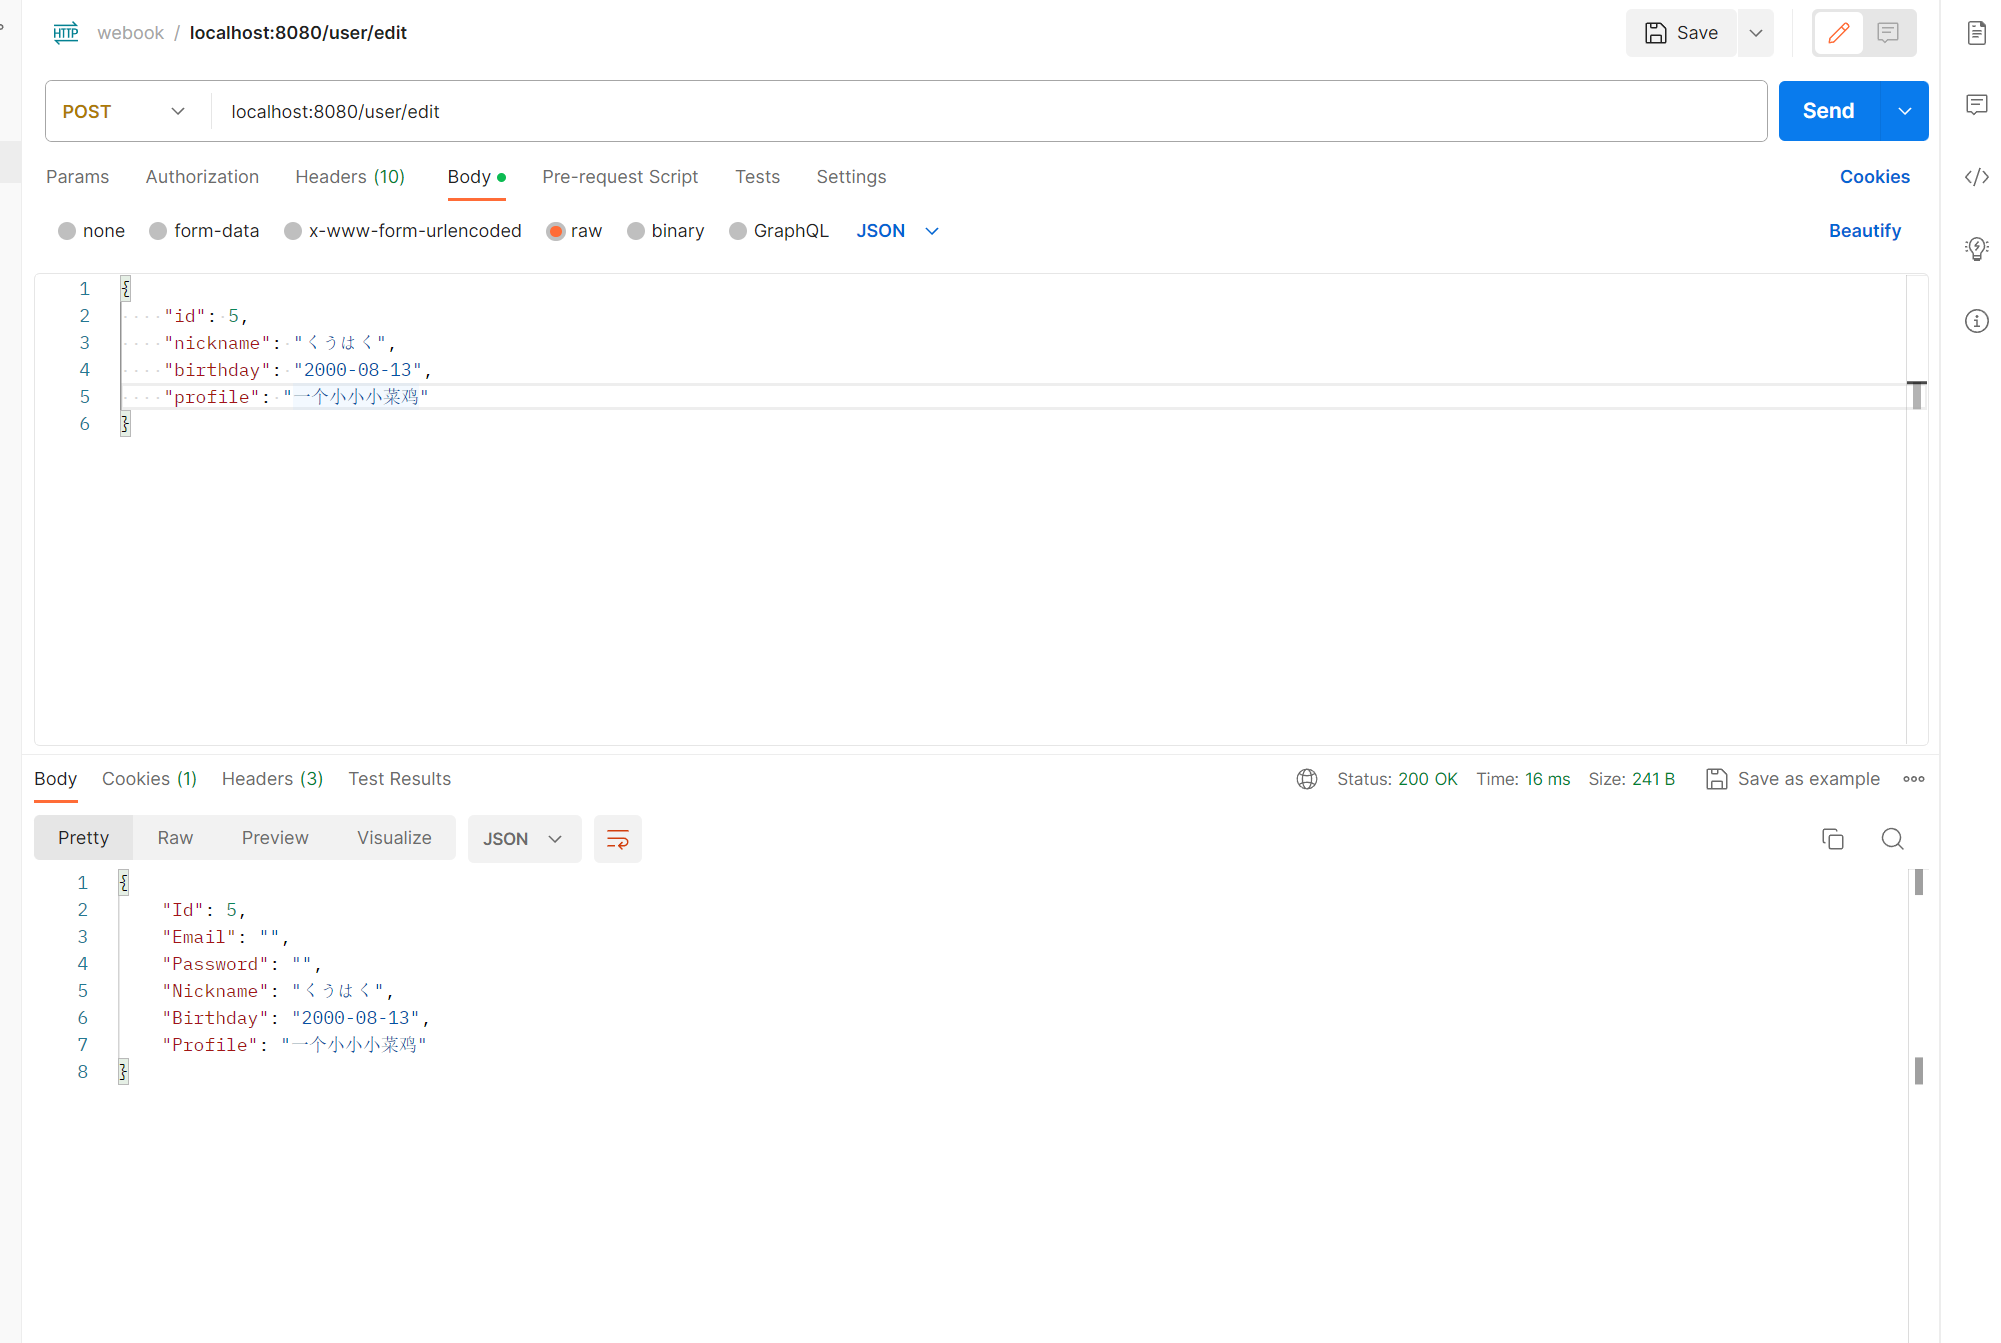 webook / localhost:8080/user/edit
Save
POST
localhost:8080/user/edit
Send
Params Authorization Headers (10) Body Pre-request Script Tests Settings Cookies
none form-data x-www-form-urlencoded raw binary GraphQL JSON Beautify
1 {
2 "id": 5,
3 "nickname": "くうはく",
4 "birthday": "2000-08-13",
5 "profile": "一个小小小菜鸡"
6 }
Body Cookies (1) Headers (3) Test Results Status: 200 OK Time: 16 ms Size: 241 B Save as example
Pretty Raw Preview Visualize JSON
1 {
2 "Id": 5,
3 "Email": "",
4 "Password": "",
5 "Nickname": "くうはく",
6 "Birthday": "2000-08-13",
7 "Profile": "一个小小小菜鸡"
8 }